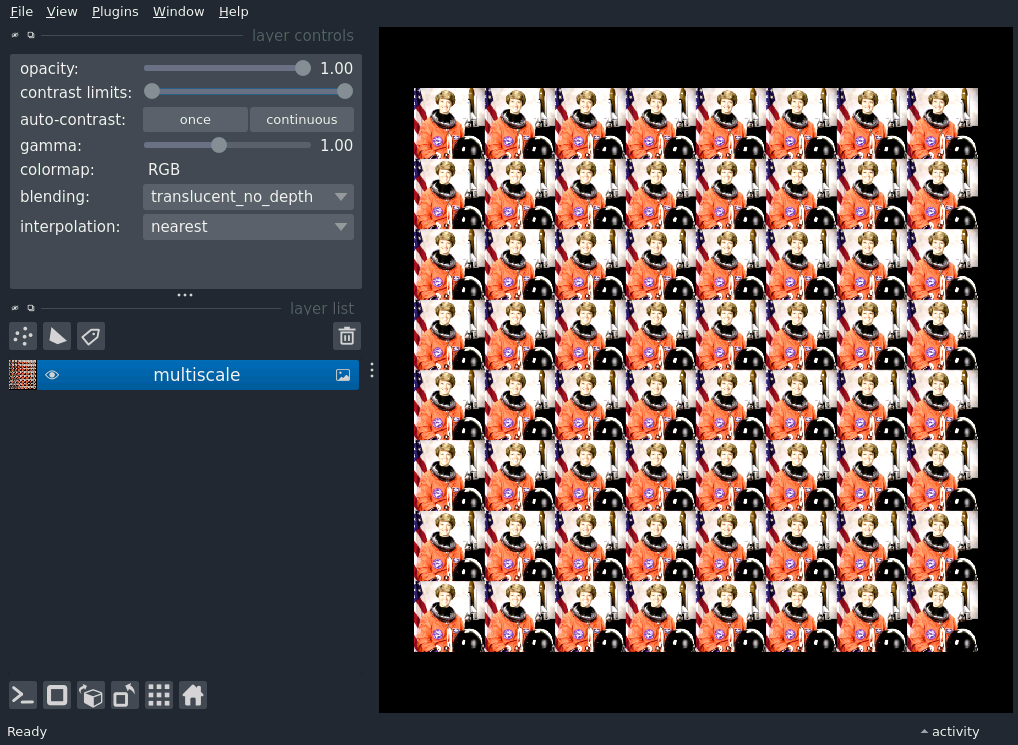 File View Plugins Window Help
layer controls
opacity: 1.00
contrast limits:
auto-contrast: once continuous
gamma: 1.00
colormap: RGB
blending: translucent_no_depth
interpolation: nearest
layer list
multiscale
Ready activity